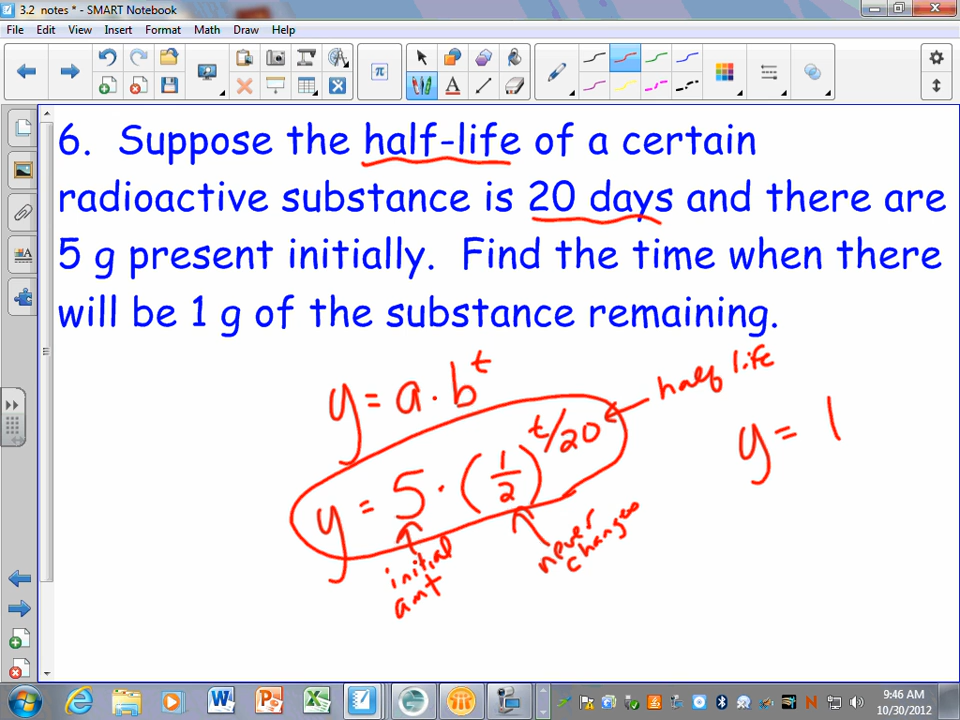 3.2 notes * - SMART Notebook
File Edit View Insert Format Math Draw Help
6. Suppose the half-life of a certain
radioactive substance is 20 days and there are
5 g present initially. Find the time when there
will be 1 g of the substance remaining.
y = a · b^t
half life
y = 5 · (1/2)^t/20
y = 1
initial
amt
never
changes
9:46 AM
10/30/2012